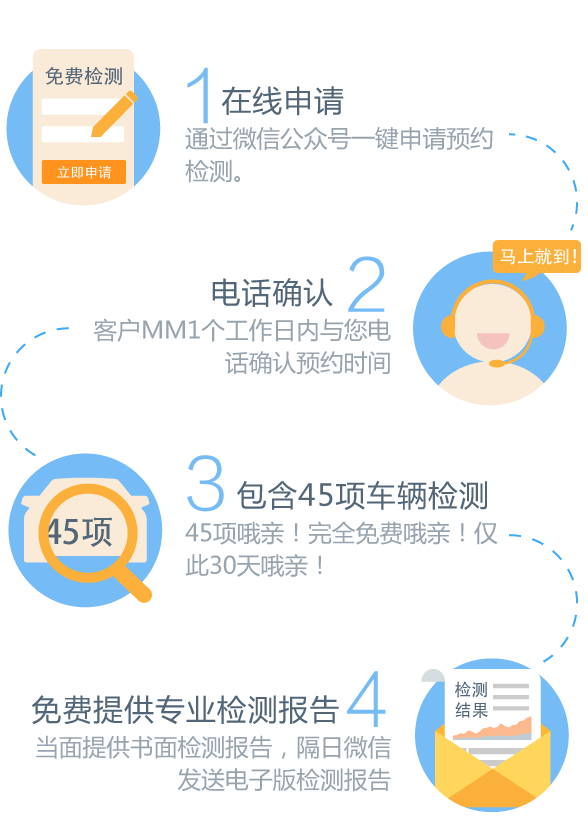 免费检测
立即申请
1 在线申请
通过微信公众号一键申请预约
检测。
马上就到!
电话确认 2
客户MM1个工作日内与您电
话确认预约时间
45项
3 包含45项车辆检测
45项哦亲！完全免费哦亲！仅
此30天哦亲！
免费提供专业检测报告 4
当面提供书面检测报告，隔日微信
发送电子版检测报告
检测
结果